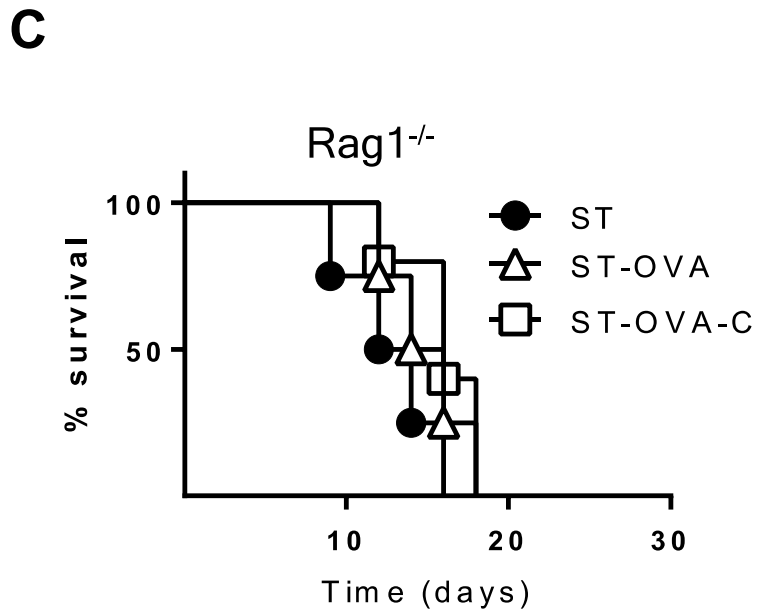 C
Rag1-/-
100
50
% survival
ST
ST-OVA
ST-OVA-C
10 20 30
Time (days)